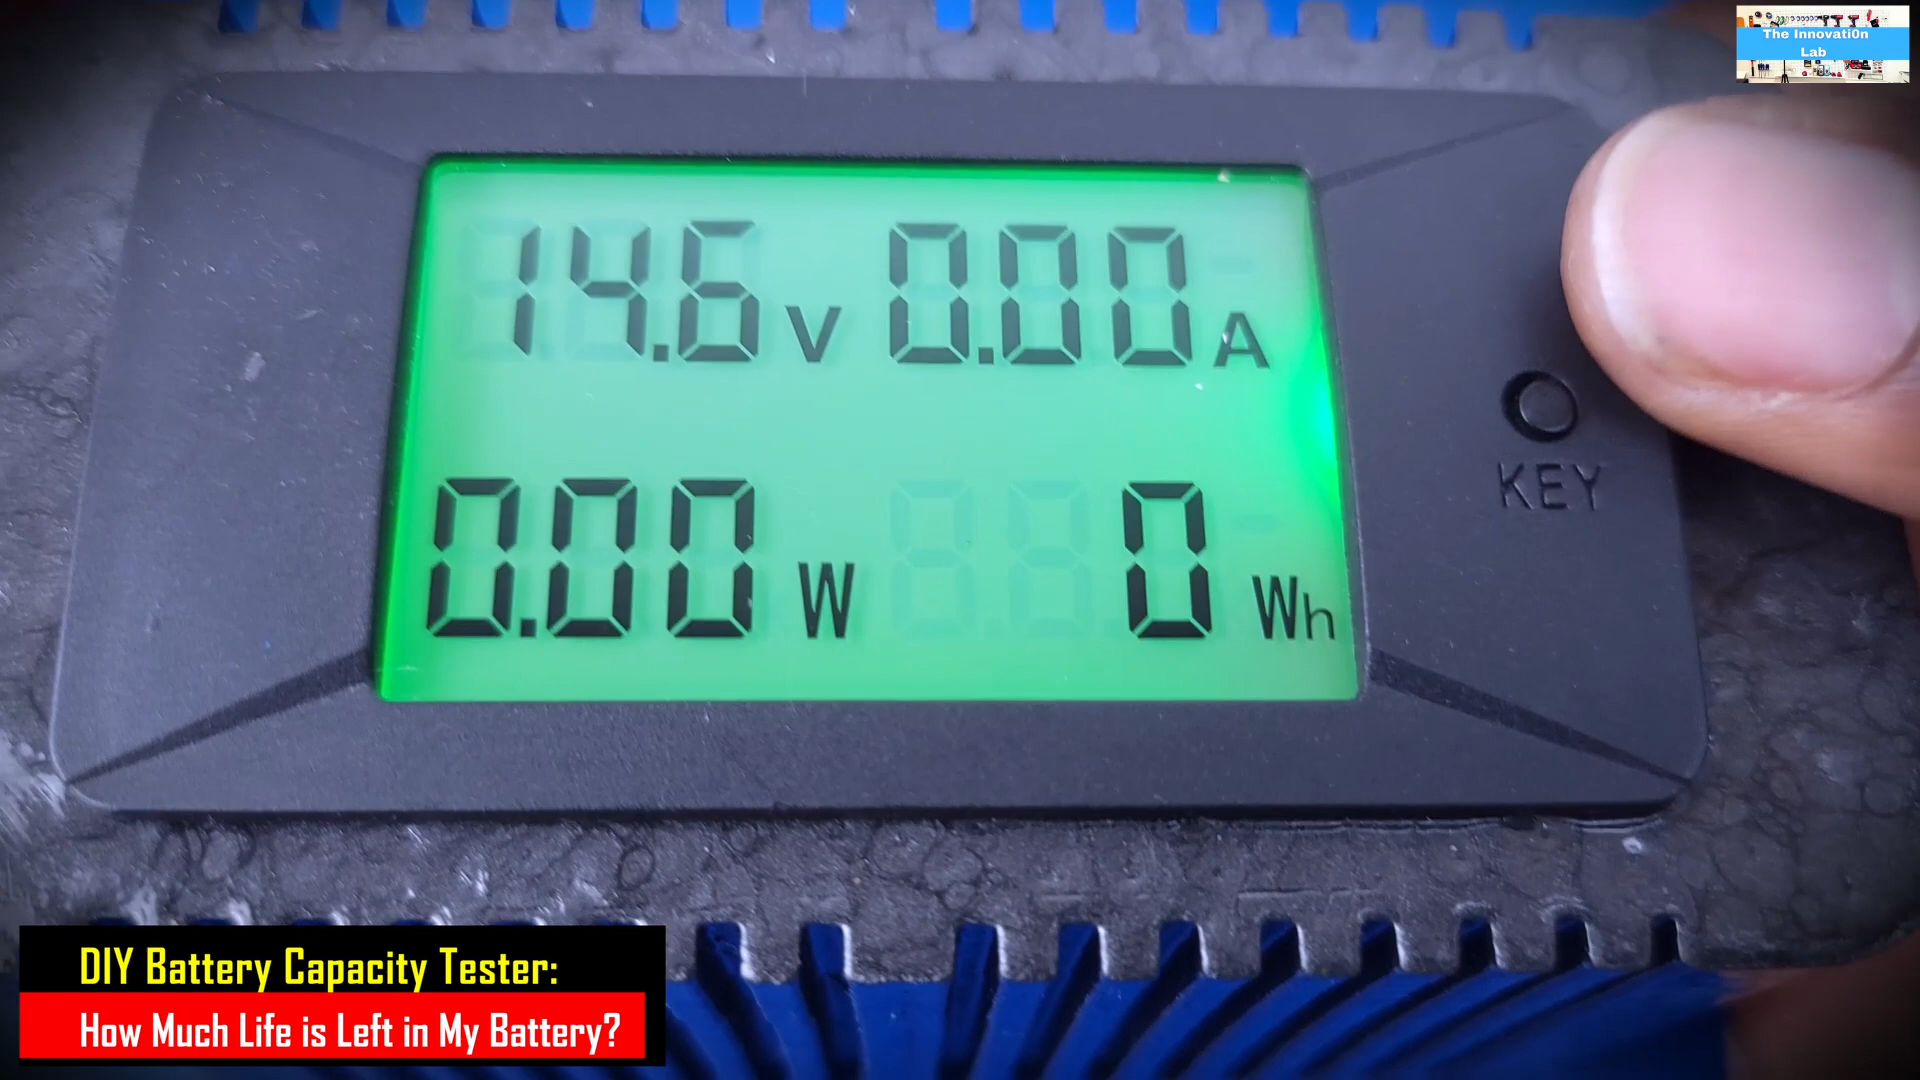 The Innovati0n
Lab
14.6 V 0.00 A
KEY
0.00 W 0 Wh
DIY Battery Capacity Tester:
How Much Life is Left in My Battery?